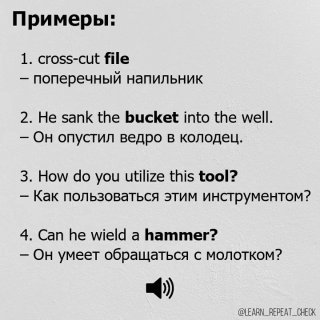 Примеры:
1. cross-cut file
– поперечный напильник
2. He sank the bucket into the well.
– Он опустил ведро в колодец.
3. How do you utilize this tool?
– Как пользоваться этим инструментом?
4. Can he wield a hammer?
– Он умеет обращаться с молотком?
@LEARN_REPEAT_CHECK